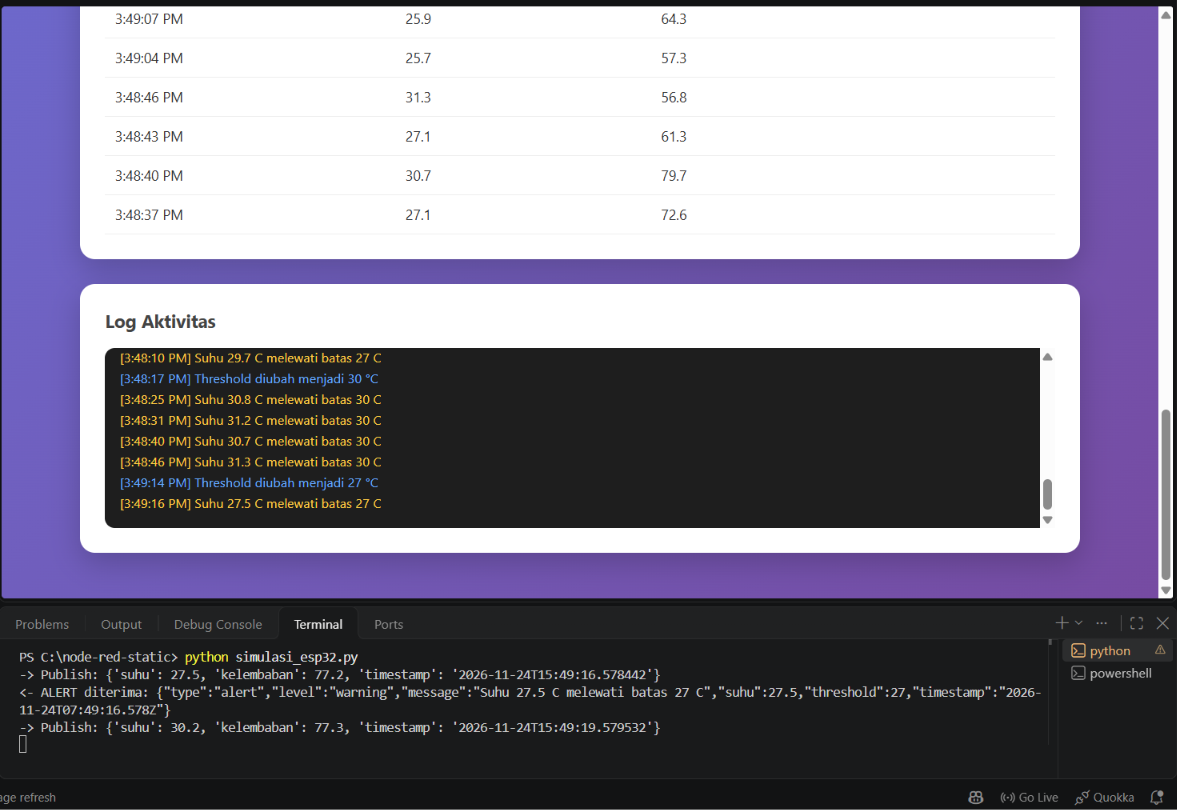 3:49:07 PM 25.9 64.3
3:49:04 PM 25.7 57.3
3:48:46 PM 31.3 56.8
3:48:43 PM 27.1 61.3
3:48:40 PM 30.7 79.7
3:48:37 PM 27.1 72.6
Log Aktivitas
[3:48:10 PM] Suhu 29.7 C melewati batas 27 C
[3:48:17 PM] Threshold diubah menjadi 30 °C
[3:48:25 PM] Suhu 30.8 C melewati batas 30 C
[3:48:31 PM] Suhu 31.2 C melewati batas 30 C
[3:48:40 PM] Suhu 30.7 C melewati batas 30 C
[3:48:46 PM] Suhu 31.3 C melewati batas 30 C
[3:49:14 PM] Threshold diubah menjadi 27 °C
[3:49:16 PM] Suhu 27.5 C melewati batas 27 C
Problems Output Debug Console Terminal Ports
PS C:\node-red-static> python simulasi_esp32.py
-> Publish: {'suhu': 27.5, 'kelembaban': 77.2, 'timestamp': '2026-11-24T15:49:16.578442'}
<- ALERT diterima: {"type":"alert","level":"warning","message":"Suhu 27.5 C melewati batas 27 C","suhu":27.5,"threshold":27,"timestamp":"2026-
11-24T07:49:16.578Z"}
-> Publish: {'suhu': 30.2, 'kelembaban': 77.3, 'timestamp': '2026-11-24T15:49:19.579532'}
python
powershell
age refresh Go Live Quokka